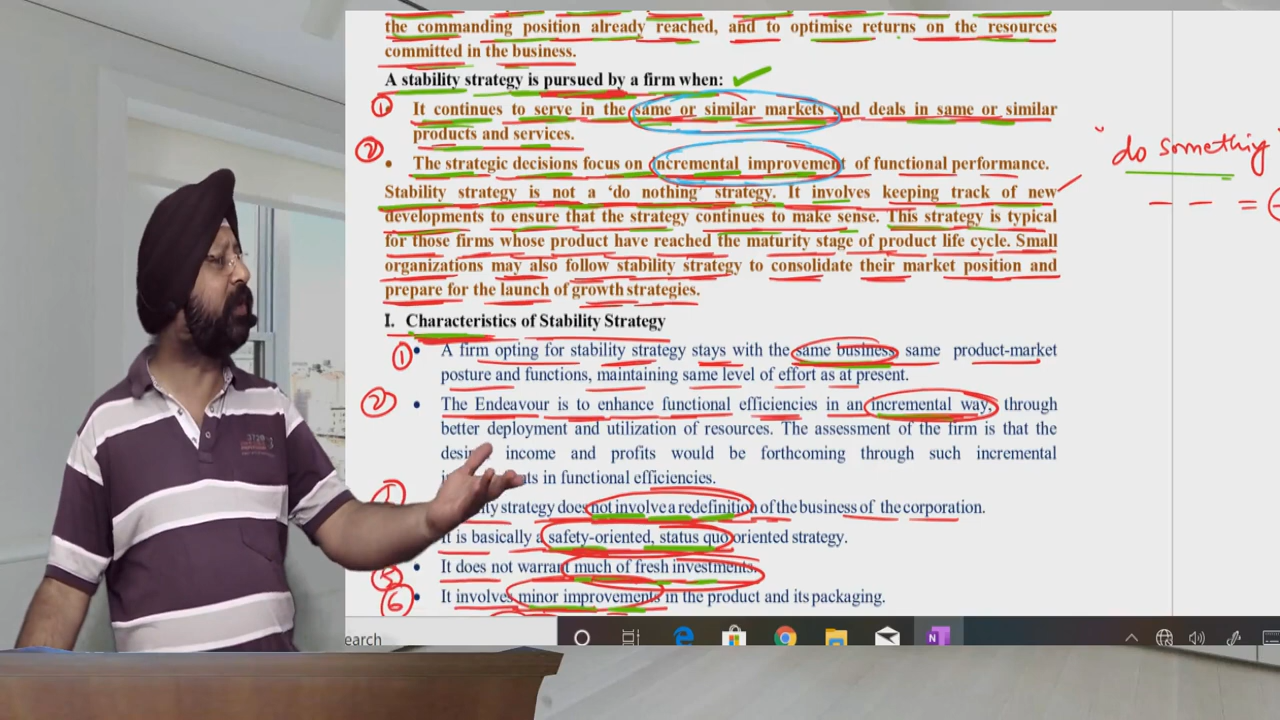 the commanding position already reached, and to optimise returns on the resources
committed in the business.
A stability strategy is pursued by a firm when:
① It continues to serve in the same or similar markets and deals in same or similar
products and services.
② • The strategic decisions focus on incremental improvement of functional performance.
"do something"
Stability strategy is not a 'do nothing' strategy. It involves keeping track of new
developments to ensure that the strategy continues to make sense. This strategy is typical
for those firms whose product have reached the maturity stage of product life cycle. Small
organizations may also follow stability strategy to consolidate their market position and
prepare for the launch of growth strategies.
I. Characteristics of Stability Strategy
① • A firm opting for stability strategy stays with the same business, same product-market
posture and functions, maintaining same level of effort as at present.
② • The Endeavour is to enhance functional efficiencies in an incremental way, through
better deployment and utilization of resources. The assessment of the firm is that the
income and profits would be forthcoming through such incremental
in functional efficiencies.
strategy does not involve a redefinition of the business of the corporation.
It is basically a safety-oriented, status quo oriented strategy.
⑤ • It does not warrant much of fresh investments.
⑥ • It involves minor improvements in the product and its packaging.
earch
3120